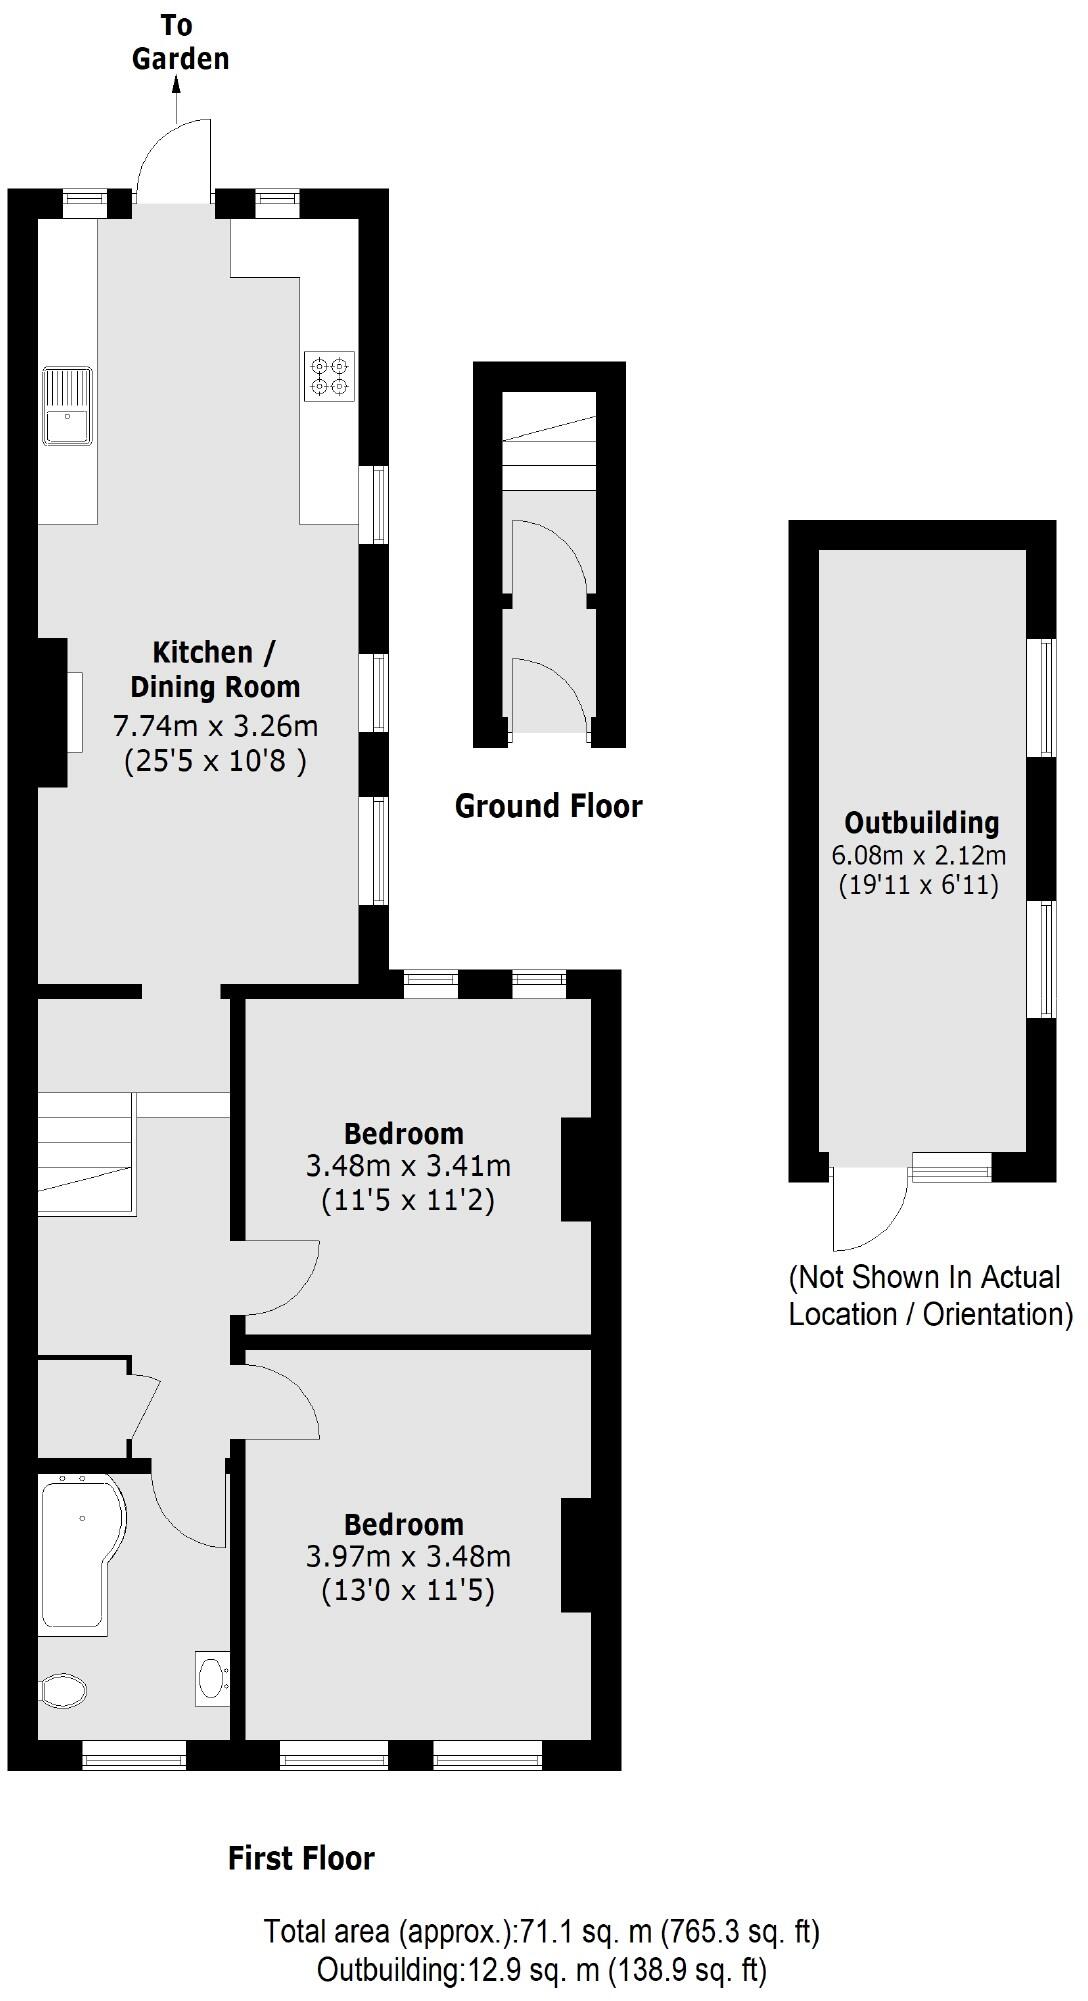 To
Garden
Kitchen /
Dining Room
7.74m x 3.26m
(25'5 x 10'8 )
Ground Floor
Outbuilding
6.08m x 2.12m
(19'11 x 6'11)
(Not Shown In Actual
Location / Orientation)
Bedroom
3.48m x 3.41m
(11'5 x 11'2)
Bedroom
3.97m x 3.48m
(13'0 x 11'5)
First Floor
Total area (approx.):71.1 sq. m (765.3 sq. ft)
Outbuilding:12.9 sq. m (138.9 sq. ft)